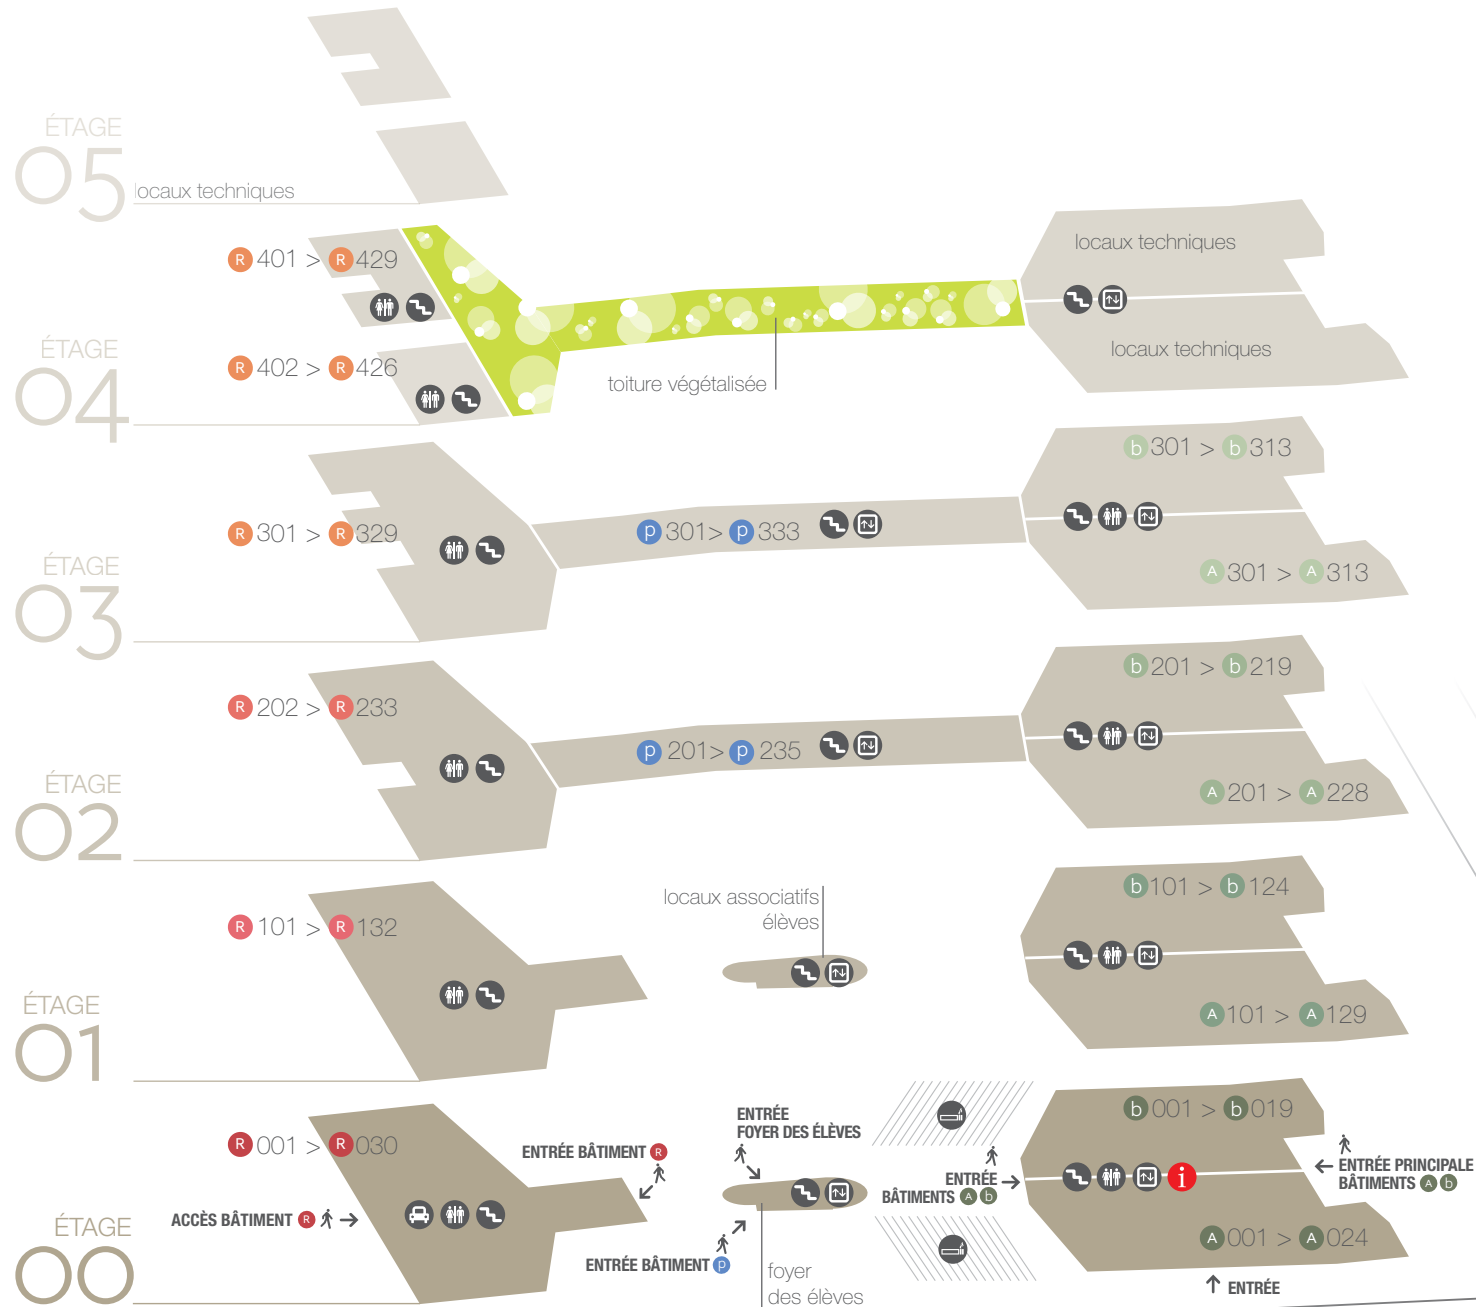 ÉTAGE
05
locaux techniques
R 401 > R 429
R 402 > R 426
ÉTAGE
04
toiture végétalisée
locaux techniques
locaux techniques
R 301 > R 329
p 301> p 333
b 301 > b 313
A 301 > A 313
ÉTAGE
03
R 202 > R 233
p 201> p 235
b 201 > b 219
A 201 > A 228
ÉTAGE
02
R 101 > R 132
locaux associatifs
élèves
b 101 > b 124
A 101 > A 129
ÉTAGE
01
R 001 > R 030
ENTRÉE BÂTIMENT R
ACCÈS BÂTIMENT R
ENTRÉE
FOYER DES ÉLÈVES
ENTRÉE BÂTIMENT p
foyer
des élèves
ENTRÉE
BÂTIMENTS A b
b 001 > b 019
i
ENTRÉE PRINCIPALE
BÂTIMENTS A b
A 001 > A 024
ENTRÉE
ÉTAGE
00